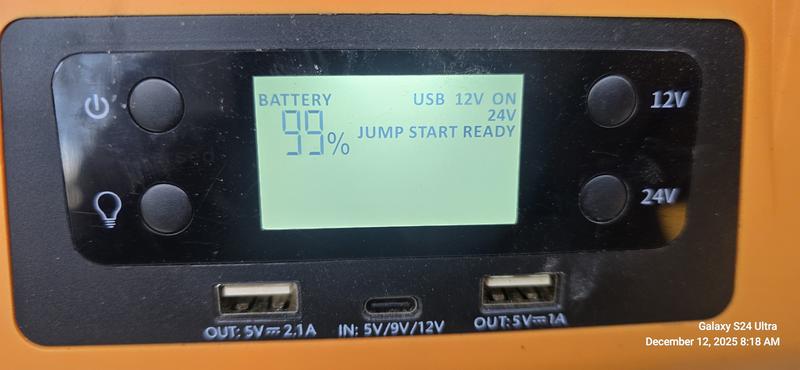 BATTERY USB 12V ON
24V
99% JUMP START READY
12V
24V
OUT: 5V⎓2.1A IN: 5V/9V/12V OUT: 5V⎓1A
Galaxy S24 Ultra
December 12, 2025 8:18 AM